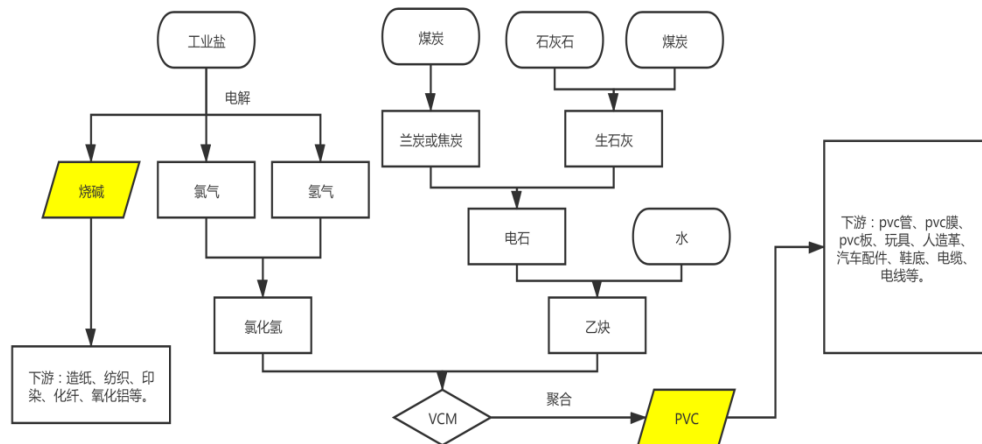 工业盐
煤炭
石灰石
煤炭
电解
兰炭或焦炭
生石灰
烧碱
氯气
氢气
电石
水
下游：pvc管、pvc膜、
pvc板、玩具、人造革、
汽车配件、鞋底、电缆、
电线等。
氯化氢
乙炔
下游：造纸、纺织、印
染、化纤、氧化铝等。
VCM
聚合
PVC